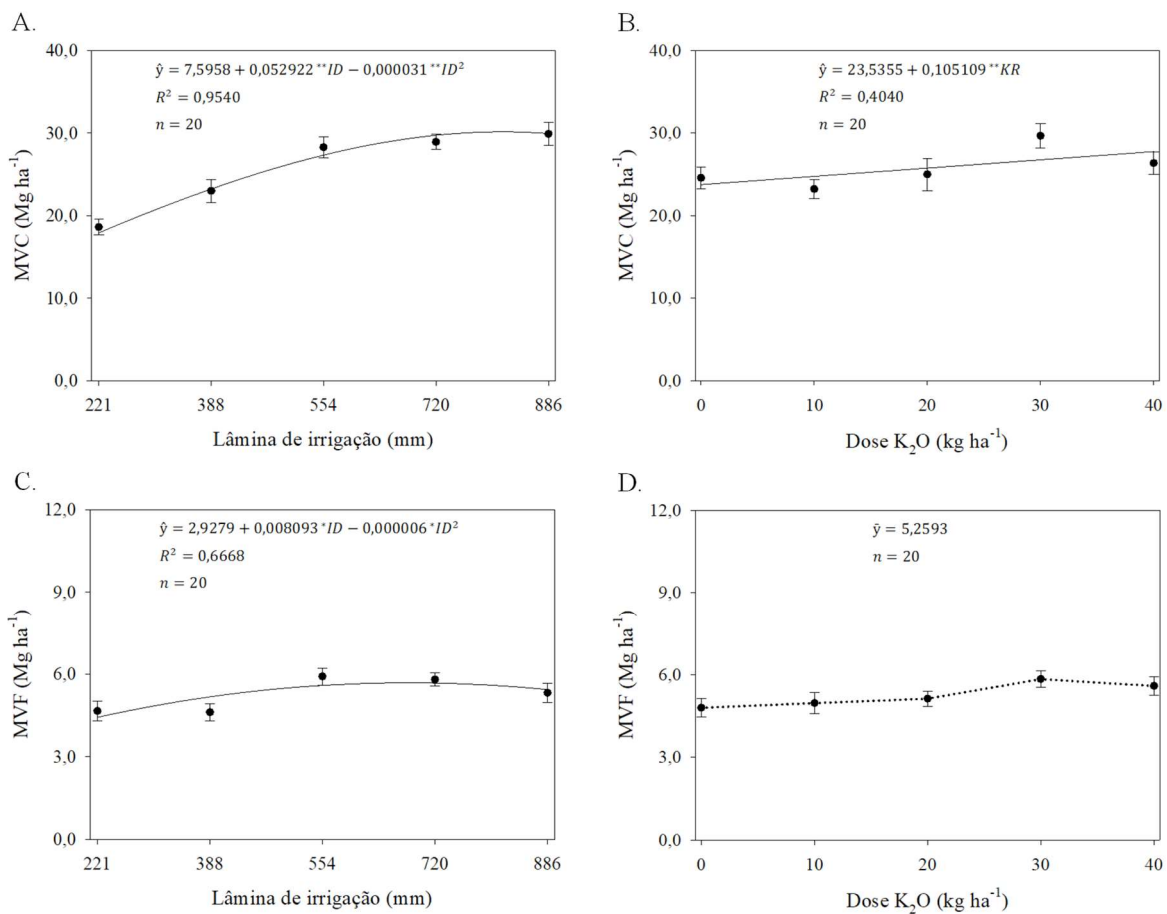 A.
MVC (Mg ha⁻¹)
40,0
30,0
20,0
10,0
0,0
ŷ = 7,5958 + 0,052922**ID − 0,000031**ID²
R² = 0,9540
n = 20
221 388 554 720 886
Lâmina de irrigação (mm)
B.
MVC (Mg ha⁻¹)
40,0
30,0
20,0
10,0
0,0
ŷ = 23,5355 + 0,105109**KR
R² = 0,4040
n = 20
0 10 20 30 40
Dose K₂O (kg ha⁻¹)
C.
MVF (Mg ha⁻¹)
12,0
9,0
6,0
3,0
0,0
ŷ = 2,9279 + 0,008093*ID − 0,000006*ID²
R² = 0,6668
n = 20
221 388 554 720 886
Lâmina de irrigação (mm)
D.
MVF (Mg ha⁻¹)
12,0
9,0
6,0
3,0
0,0
ȳ = 5,2593
n = 20
0 10 20 30 40
Dose K₂O (kg ha⁻¹)